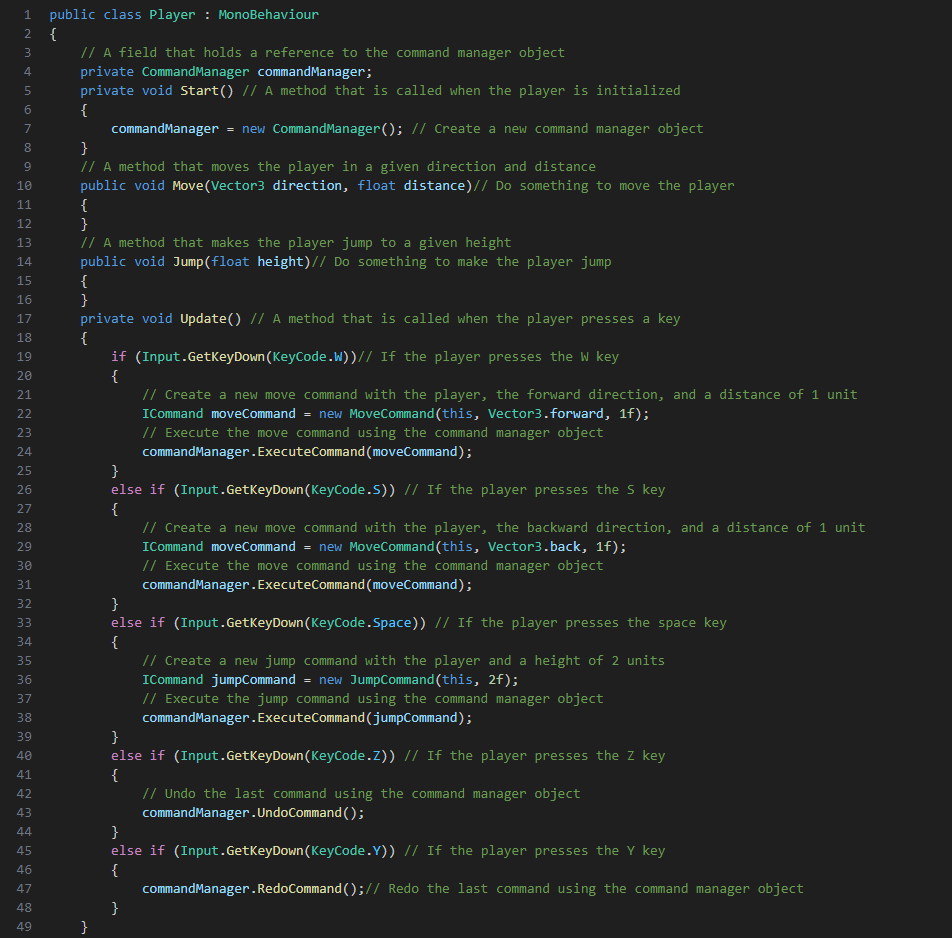 1 public class Player : MonoBehaviour
2 {
3     // A field that holds a reference to the command manager object
4     private CommandManager commandManager;
5     private void Start() // A method that is called when the player is initialized
6     {
7         commandManager = new CommandManager(); // Create a new command manager object
8     }
9     // A method that moves the player in a given direction and distance
10     public void Move(Vector3 direction, float distance)// Do something to move the player
11     {
12     }
13     // A method that makes the player jump to a given height
14     public void Jump(float height)// Do something to make the player jump
15     {
16     }
17     private void Update() // A method that is called when the player presses a key
18     {
19         if (Input.GetKeyDown(KeyCode.W))// If the player presses the W key
20         {
21             // Create a new move command with the player, the forward direction, and a distance of 1 unit
22             ICommand moveCommand = new MoveCommand(this, Vector3.forward, 1f);
23             // Execute the move command using the command manager object
24             commandManager.ExecuteCommand(moveCommand);
25         }
26         else if (Input.GetKeyDown(KeyCode.S)) // If the player presses the S key
27         {
28             // Create a new move command with the player, the backward direction, and a distance of 1 unit
29             ICommand moveCommand = new MoveCommand(this, Vector3.back, 1f);
30             // Execute the move command using the command manager object
31             commandManager.ExecuteCommand(moveCommand);
32         }
33         else if (Input.GetKeyDown(KeyCode.Space)) // If the player presses the space key
34         {
35             // Create a new jump command with the player and a height of 2 units
36             ICommand jumpCommand = new JumpCommand(this, 2f);
37             // Execute the jump command using the command manager object
38             commandManager.ExecuteCommand(jumpCommand);
39         }
40         else if (Input.GetKeyDown(KeyCode.Z)) // If the player presses the Z key
41         {
42             // Undo the last command using the command manager object
43             commandManager.UndoCommand();
44         }
45         else if (Input.GetKeyDown(KeyCode.Y)) // If the player presses the Y key
46         {
47             commandManager.RedoCommand();// Redo the last command using the command manager object
48         }
49     }